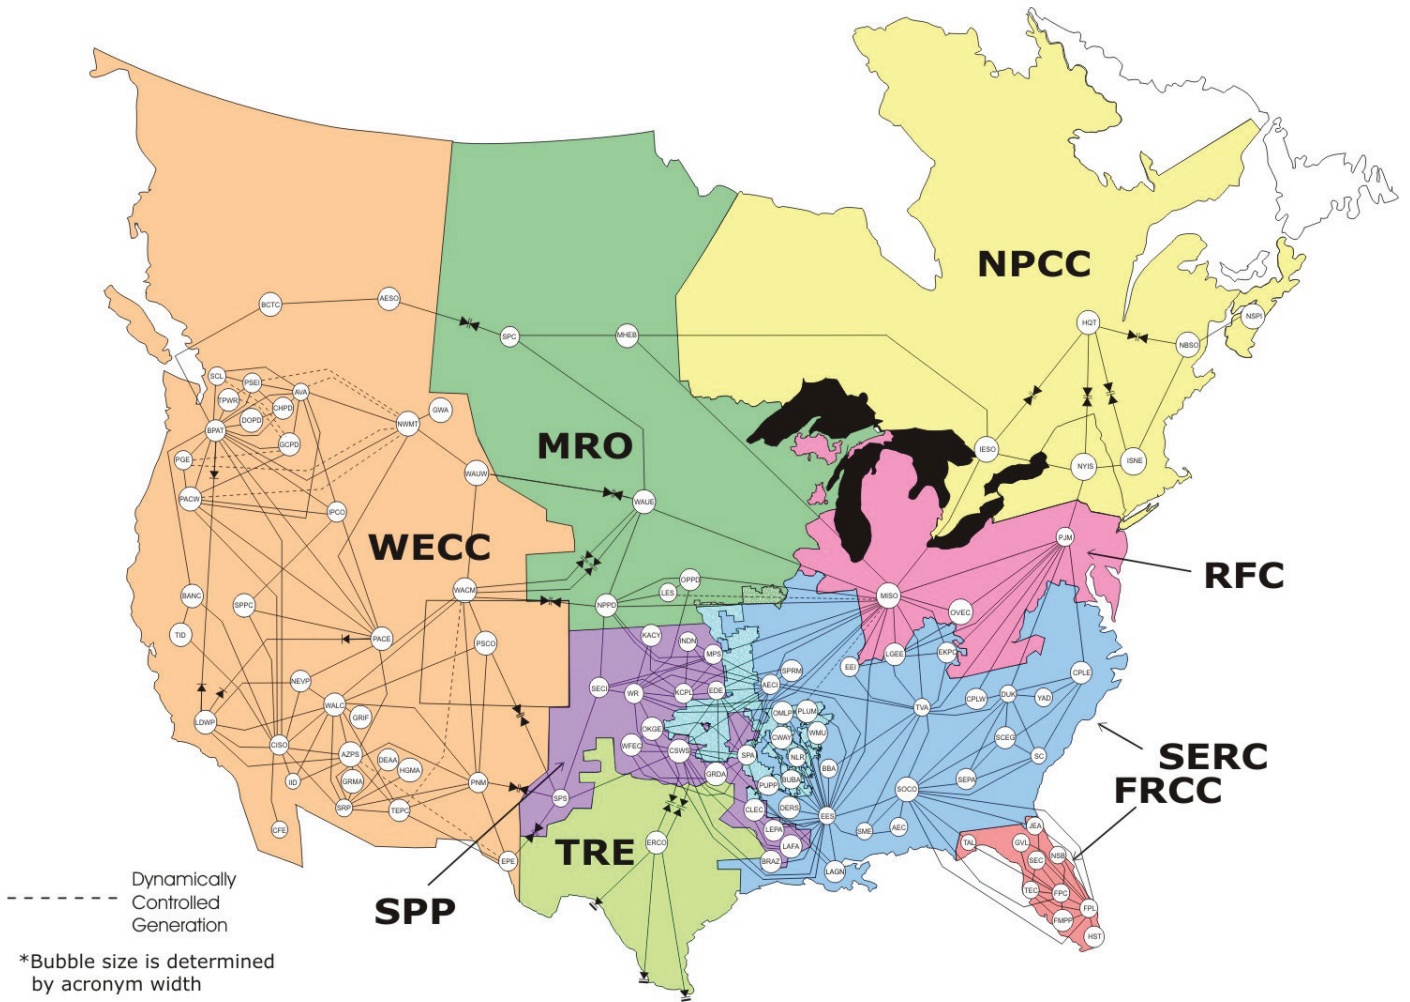 NPCC
BCTC
AESO
SPC
MHEB
HQT
NBSO
NSPI
SCL
PSEI
AVA
TPWR
CHPD
DOPD
GWA
NWMT
BPAT
GCPD
MRO
IESO
NYIS
ISNE
PGE
WAUW
PACW
WAUE
IPCO
WECC
PJM
RFC
OPPD
LES
WACM
BANC
SPPC
NPPD
MISO
OVEC
TID
PACE
PSCO
KACY
INDN
MPS
LGEE
EKPC
EEI
SPRM
AECI
CPLE
NEVP
SECI
WR
KCPL
EDE
CPLW
DUK
YAD
WALC
GRIF
LDWP
OMLP
PLUM
TVA
OKGE
WMU
CWAY
SCEG
CISO
WFEC
CSWS
SPA
NLR
SC
SERC
AZPS
DEAA
HGMA
BBA
IID
GRMA
PNM
GRDA
PUPP
BUBA
SOCO
SEPA
FRCC
SRP
TEPC
SPS
CLEC
DERS
EES
CFE
LEPA
SME
AEC
JEA
ERCO
TRE
LAFA
TAL
GVL
NSB
EPE
BRAZ
LAGN
SEC
SPP
TEC
FPC
FPL
FMPP
HST
Dynamically
Controlled
Generation
*Bubble size is determined
by acronym width